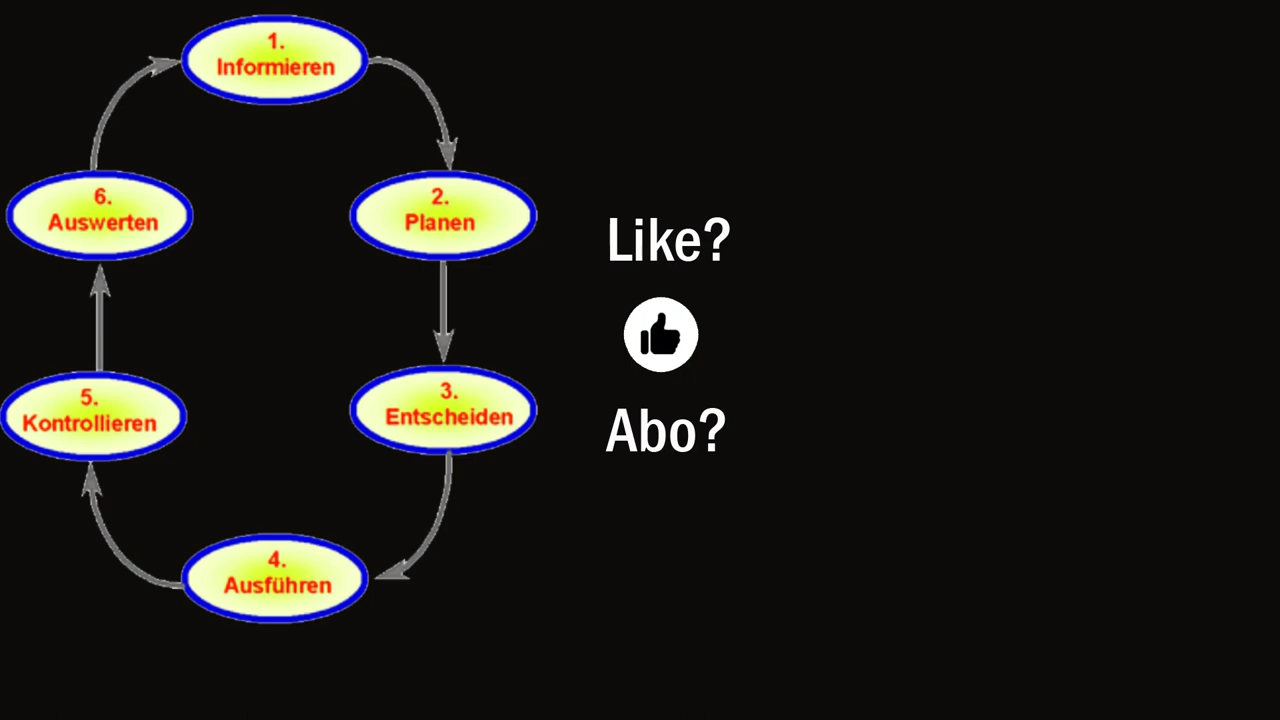 1.
Informieren
2.
Planen
3.
Entscheiden
4.
Ausführen
5.
Kontrollieren
6.
Auswerten
Like?
Abo?